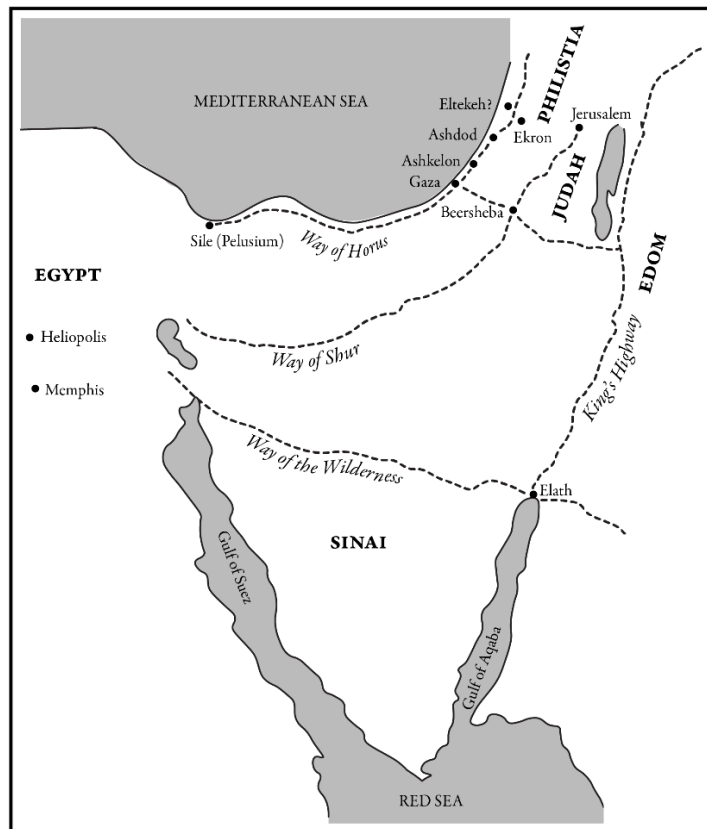 MEDITERRANEAN SEA
PHILISTIA
Eltekeh?
Jerusalem
Ashdod
Ekron
Ashkelon
Gaza
JUDAH
Beersheba
Sile (Pelusium)
Way of Horus
EDOM
EGYPT
Heliopolis
Way of Shur
King's Highway
Memphis
Way of the Wilderness
Elath
SINAI
Gulf of Suez
Gulf of Aqaba
RED SEA